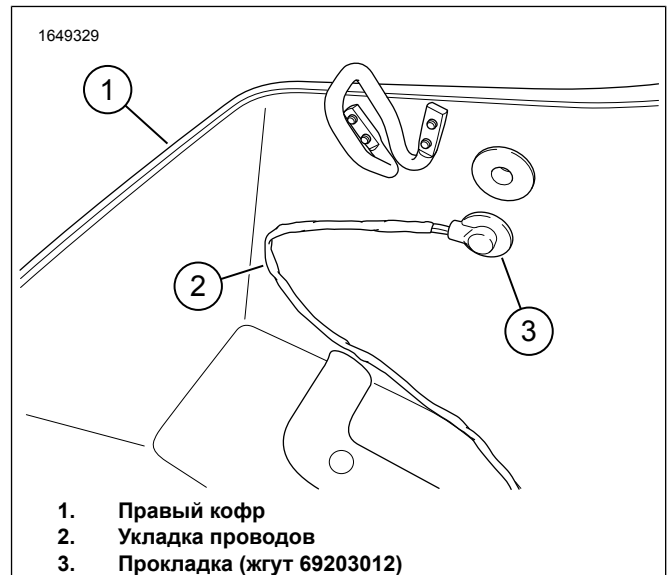 1649329
1
2
3
1. Правый кофр
2. Укладка проводов
3. Прокладка (жгут 69203012)